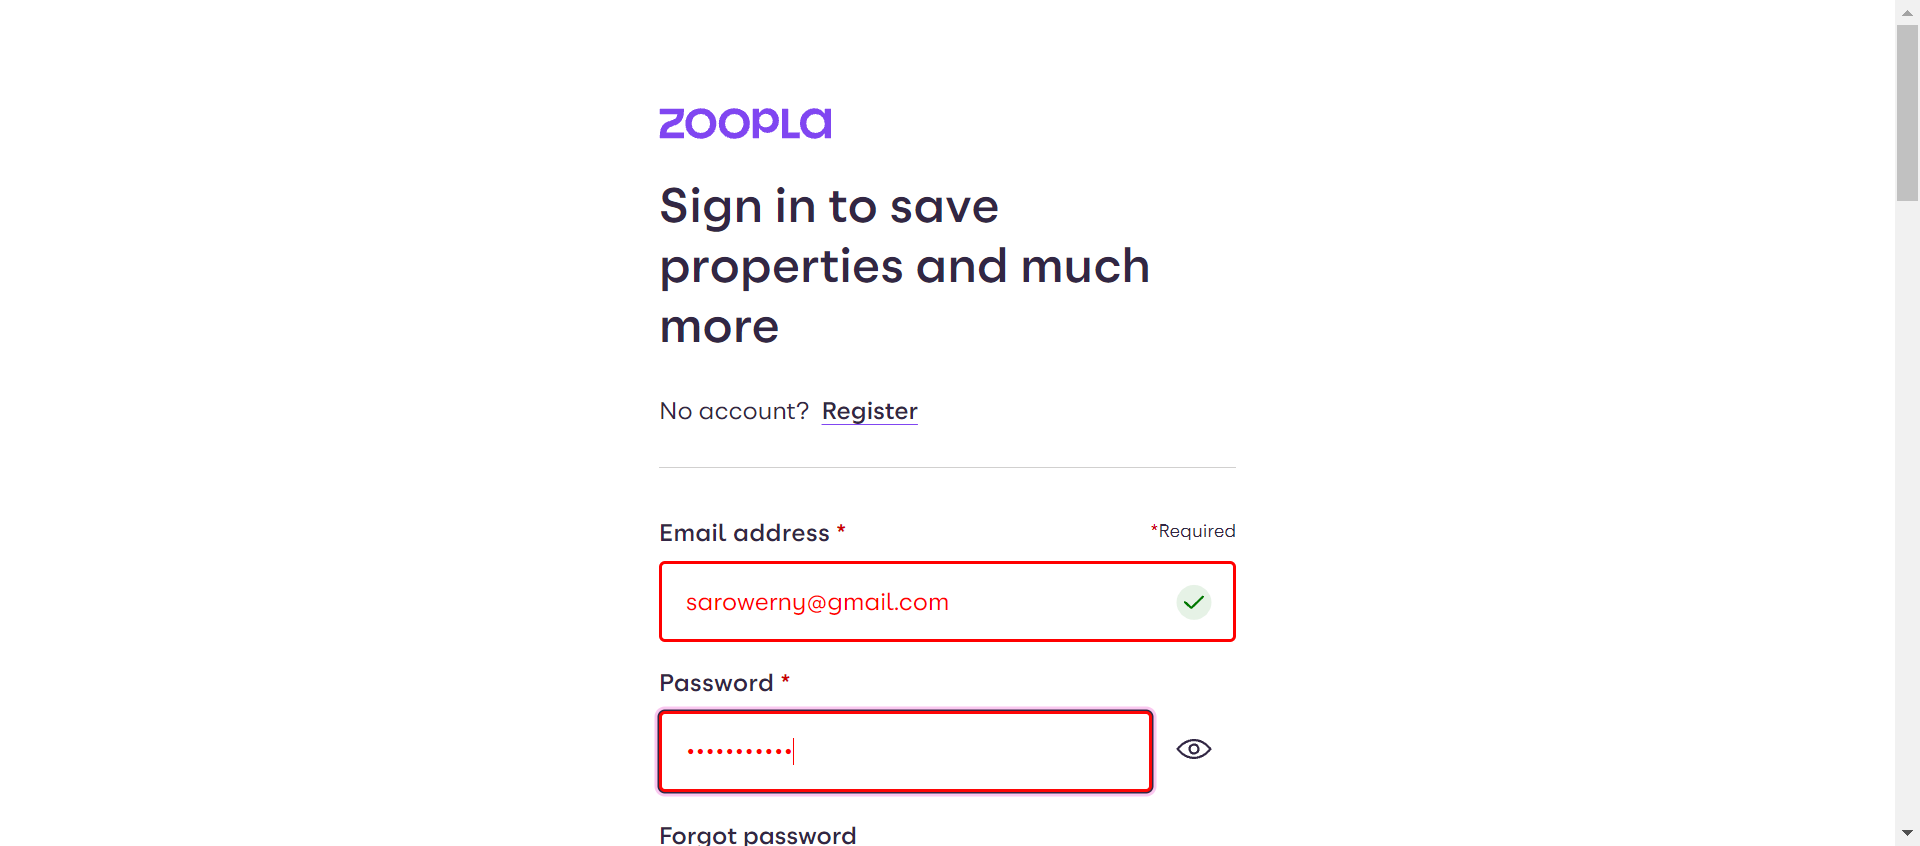 zoopla
Sign in to save
properties and much
more
No account? Register
Email address *
*Required
sarowerny@gmail.com
Password *
•••••••••••
Forgot password